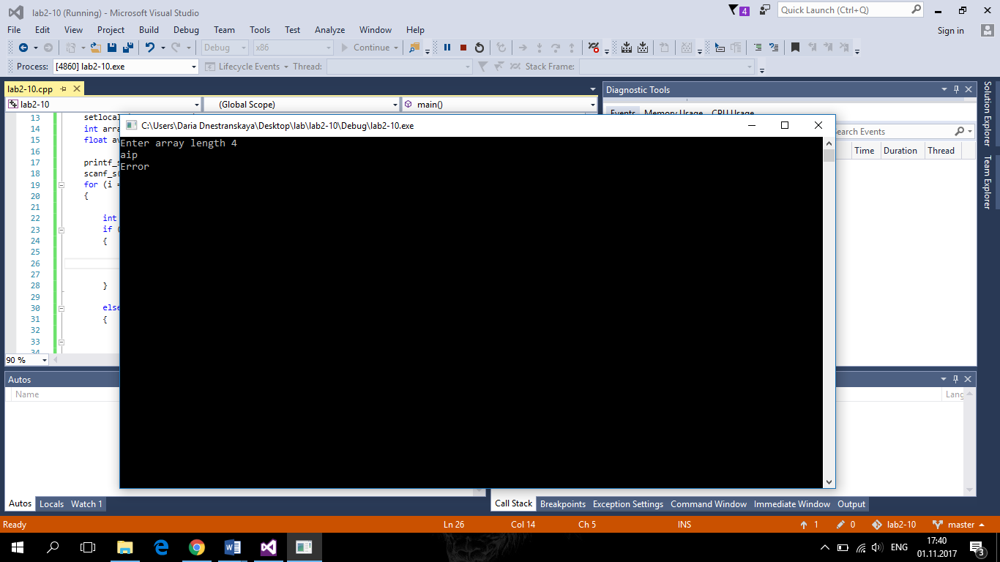 lab2-10 (Running) - Microsoft Visual Studio
4
Quick Launch (Ctrl+Q)
File Edit View Project Build Debug Team Tools Test Analyze Window Help
Sign in
Debug x86 Continue
Process: [4860] lab2-10.exe Lifecycle Events Thread: Stack Frame:
lab2-10.cpp
lab2-10 (Global Scope) main()
Diagnostic Tools
Events Memory Usage CPU Usage
Search Events
Time Duration Thread
Solution Explorer
Team Explorer
C:\Users\Daria Dnestranskaya\Desktop\lab\lab2-10\Debug\lab2-10.exe
Enter array length 4
aip
Error
13 setlocal
14 int arra
15 float av
16
17 printf_s
18 scanf_s(
19 for (i =
20 {
21
22 int
23 if (
24 {
25
26
27
28 }
29
30 else
31 {
32
33
34
90 %
Autos
Name
Lang
Autos Locals Watch 1
Call Stack Breakpoints Exception Settings Command Window Immediate Window Output
Ready Ln 26 Col 14 Ch 5 INS 1 0 lab2-10 master
ENG
17:40
01.11.2017
3